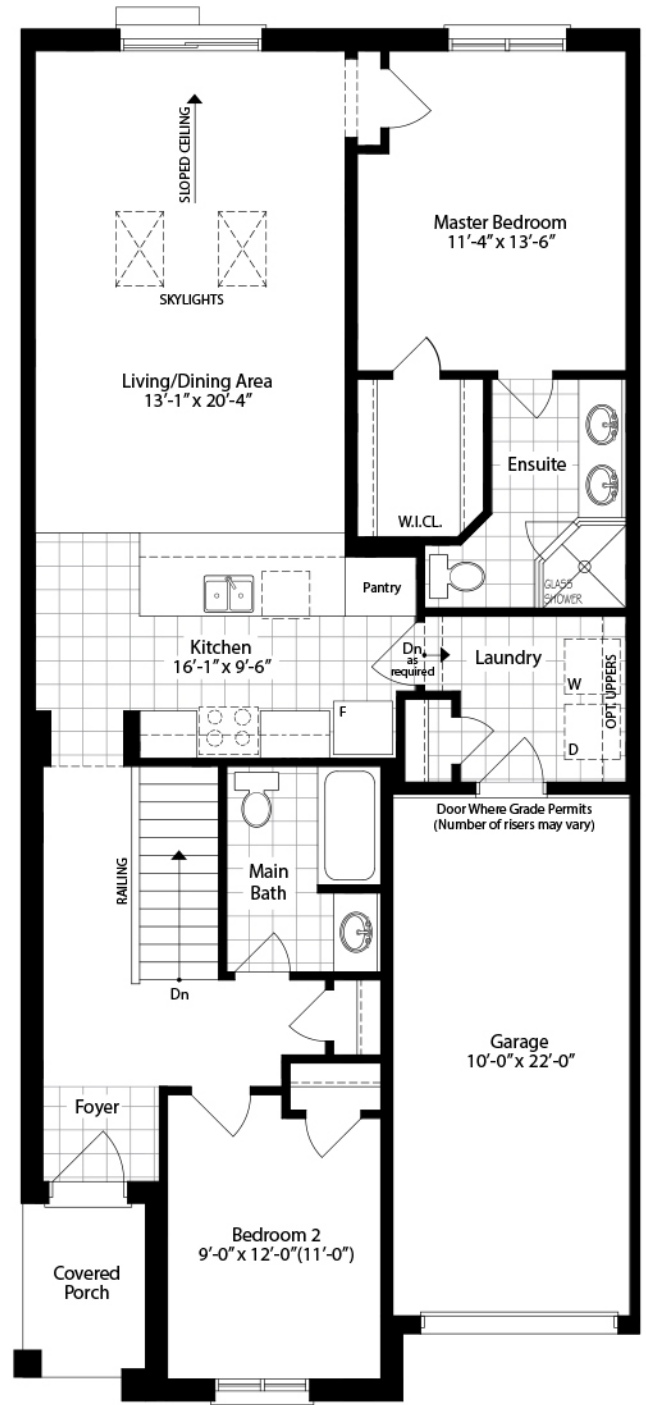 SLOPED CEILING
SKYLIGHTS
Master Bedroom
11'-4" x 13'-6"
Living/Dining Area
13'-1" x 20'-4"
Ensuite
W.I.CL.
GLASS
SHOWER
Pantry
Kitchen
16'-1" x 9'-6"
Dn
as
required
Laundry
W
D
OPT. UPPERS
F
Door Where Grade Permits
(Number of risers may vary)
RAILING
Main
Bath
Dn
Garage
10'-0" x 22'-0"
Foyer
Bedroom 2
9'-0" x 12'-0"(11'-0")
Covered
Porch